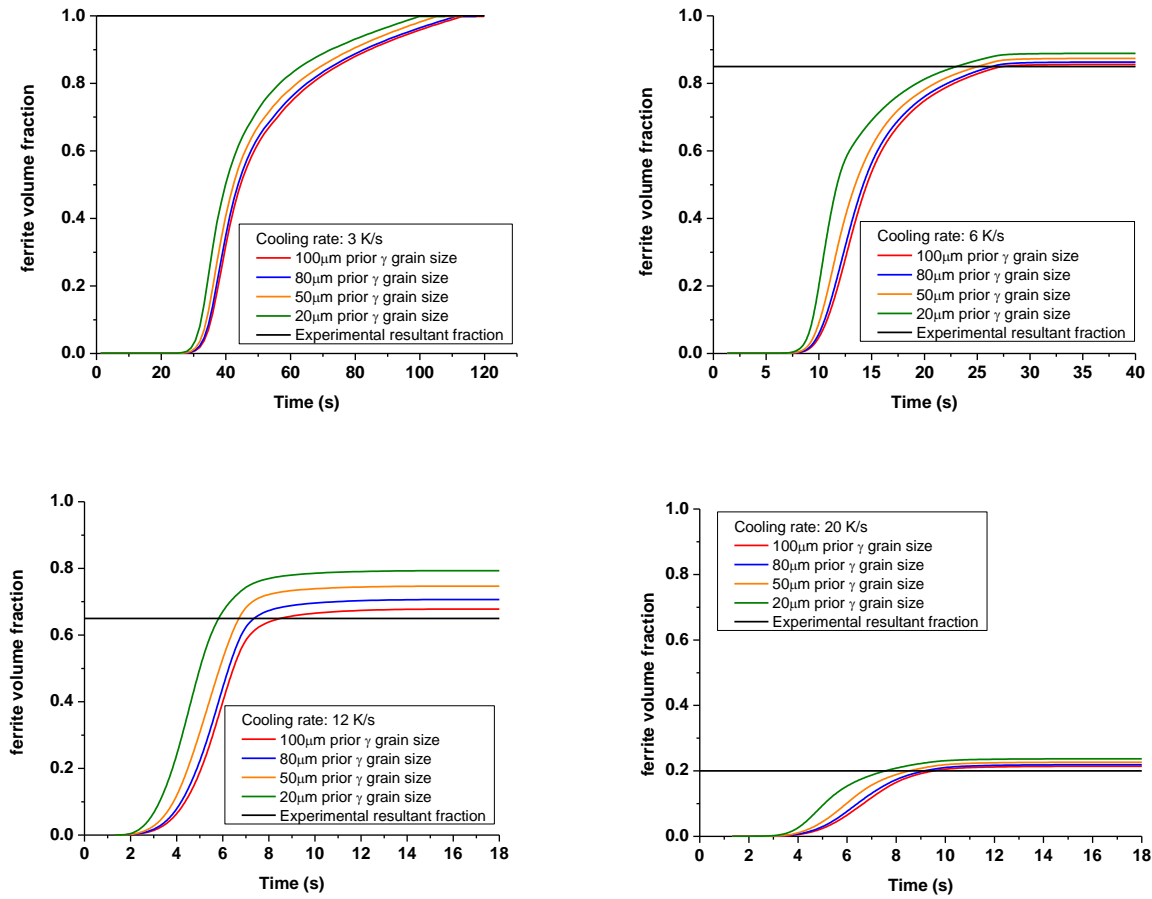 1.0
0.8
0.6
0.4
0.2
0.0
ferrite volume fraction
Cooling rate: 3 K/s
100μm prior γ grain size
80μm prior γ grain size
50μm prior γ grain size
20μm prior γ grain size
Experimental resultant fraction
0 20 40 60 80 100 120
Time (s)
1.0
0.8
0.6
0.4
0.2
0.0
ferrite volume fraction
Cooling rate: 6 K/s
100μm prior γ grain size
80μm prior γ grain size
50μm prior γ grain size
20μm prior γ grain size
Experimental resultant fraction
0 5 10 15 20 25 30 35 40
Time (s)
1.0
0.8
0.6
0.4
0.2
0.0
ferrite volume fraction
Cooling rate: 12 K/s
100μm prior γ grain size
80μm prior γ grain size
50μm prior γ grain size
20μm prior γ grain size
Experimental resultant fraction
0 2 4 6 8 10 12 14 16 18
Time (s)
1.0
0.8
0.6
0.4
0.2
0.0
ferrite volume fraction
Cooling rate: 20 K/s
100μm prior γ grain size
80μm prior γ grain size
50μm prior γ grain size
20μm prior γ grain size
Experimental resultant fraction
0 2 4 6 8 10 12 14 16 18
Time (s)